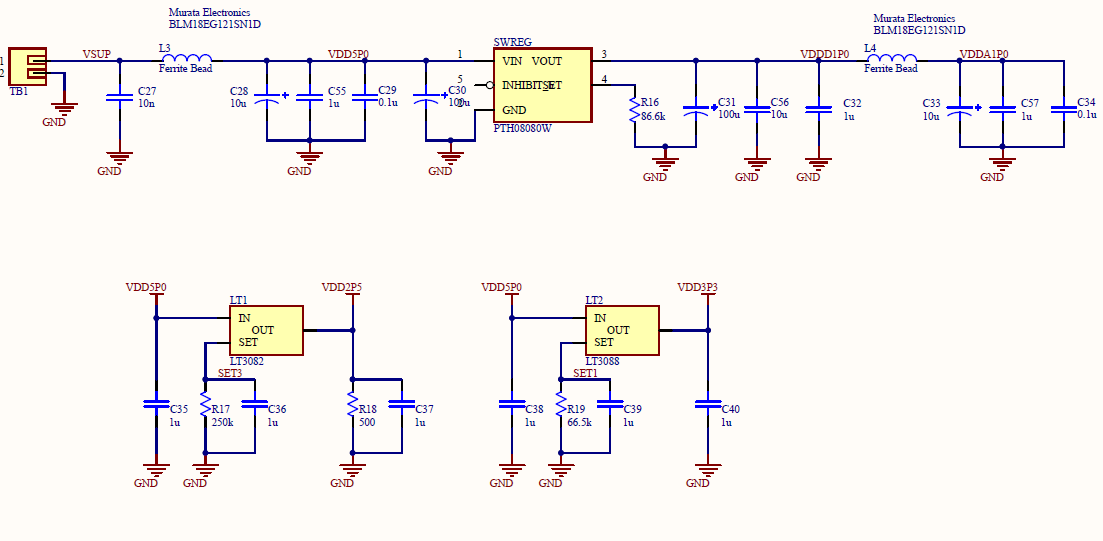 Murata Electronics
BLM18EG121SN1D
Murata Electronics
BLM18EG121SN1D
1
2
TB1
GND
VSUP
C27
10n
GND
L3
Ferrite Bead
VDD5P0
C28
10u
C55
1u
C29
0.1u
GND
C30
100u
GND
SWREG
1
VIN
VOUT
3
5
INHIBIT
SET
4
2
GND
PTH08080W
R16
86.6k
GND
C31
100u
C56
10u
GND
C32
1u
GND
VDDD1P0
L4
Ferrite Bead
VDDA1P0
C33
10u
C57
1u
C34
0.1u
GND
VDD5P0
LT1
IN
OUT
SET
LT3082
SET3
VDD2P5
C35
1u
R17
250k
C36
1u
R18
500
C37
1u
GND
GND
GND
VDD5P0
LT2
IN
OUT
SET
LT3088
SET1
VDD3P3
C38
1u
R19
66.5k
C39
1u
C40
1u
GND
GND
GND